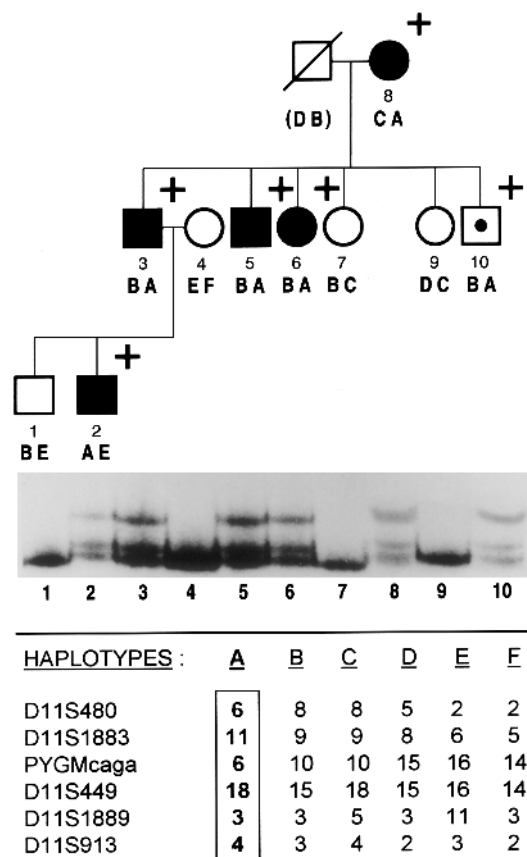 +
8
(DB) CA
+ + + +
3 4 5 6 7 9 10
BA EF BA BA BC DC BA
+
1 2
BE AE
1 2 3 4 5 6 7 8 9 10
HAPLOTYPES : A B C D E F
D11S480 6 8 8 5 2 2
D11S1883 11 9 9 8 6 5
PYGMcaga 6 10 10 15 16 14
D11S449 18 15 18 15 16 14
D11S1889 3 3 5 3 11 3
D11S913 4 3 4 2 3 2